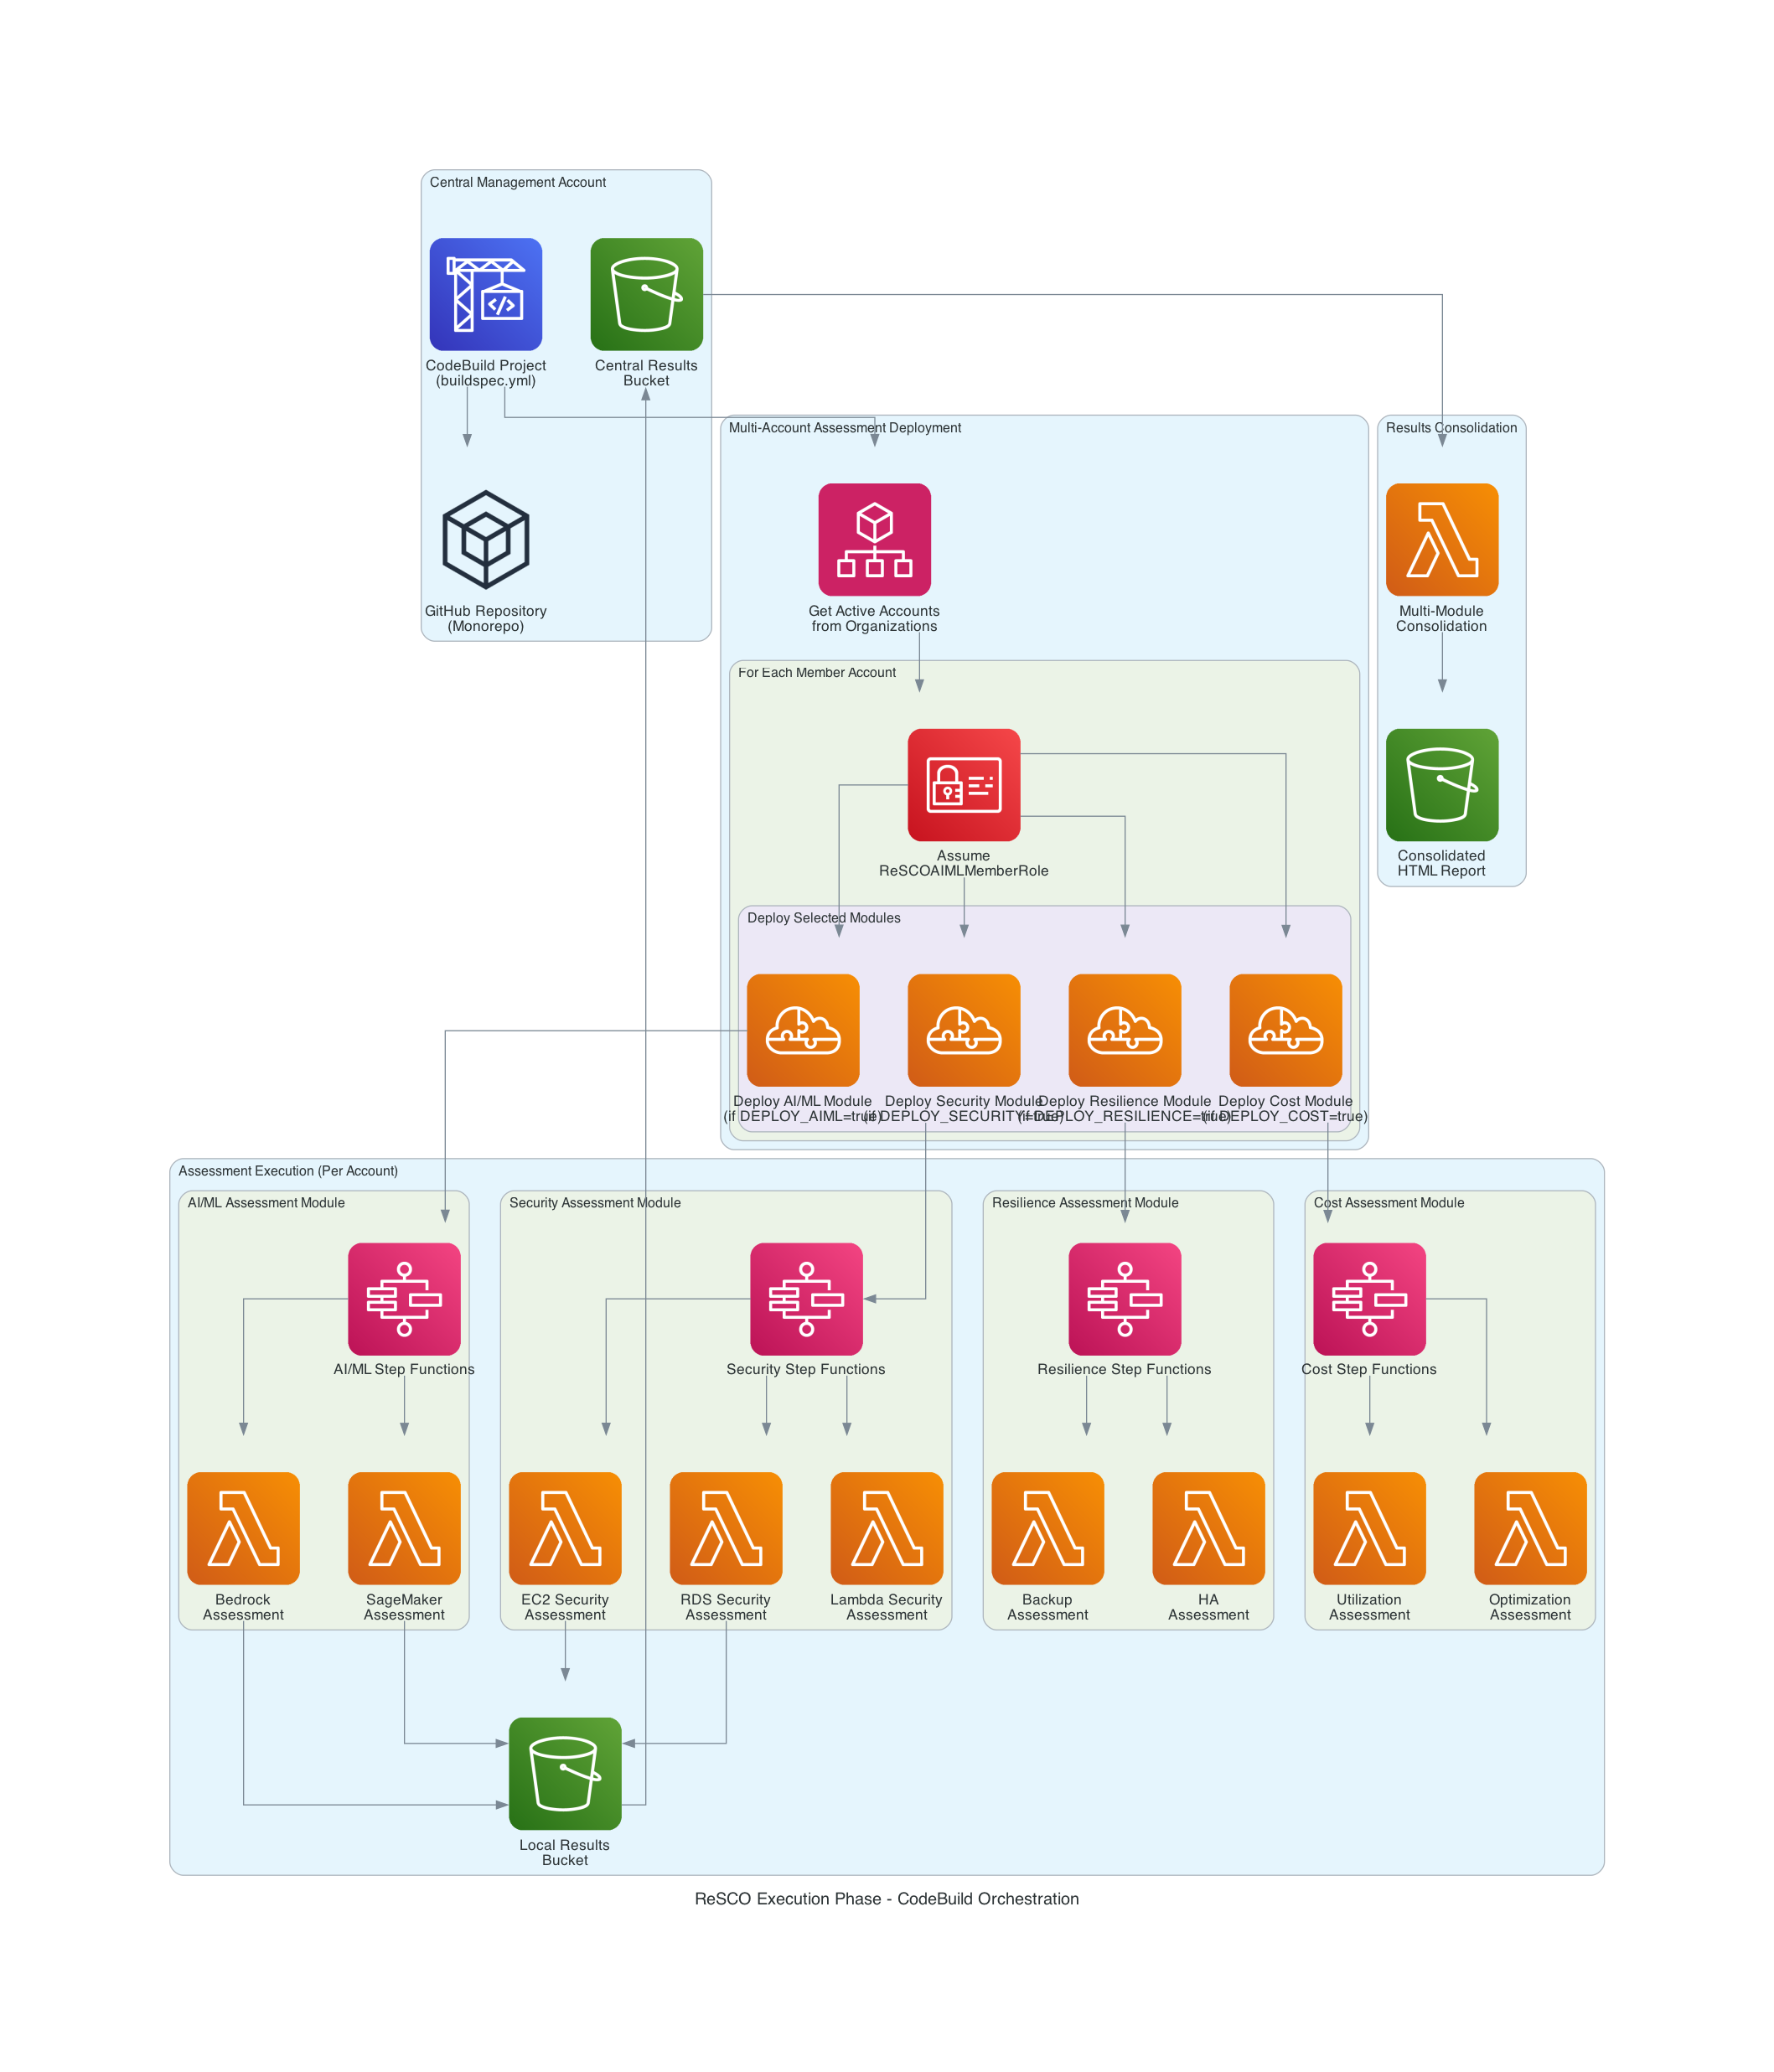 Central Management Account
CodeBuild Project
(buildspec.yml)
Central Results
Bucket
GitHub Repository
(Monorepo)
Multi-Account Assessment Deployment
Get Active Accounts
from Organizations
Results Consolidation
Multi-Module
Consolidation
Consolidated
HTML Report
For Each Member Account
Assume
ReSCOAIMLMemberRole
Deploy Selected Modules
Deploy AI/ML Module
(if DEPLOY_AIML=true)
Deploy Security Module
(if DEPLOY_SECURITY=true)
Deploy Resilience Module
(if DEPLOY_RESILIENCE=true)
Deploy Cost Module
(if DEPLOY_COST=true)
Assessment Execution (Per Account)
AI/ML Assessment Module
AI/ML Step Functions
Bedrock
Assessment
SageMaker
Assessment
Security Assessment Module
Security Step Functions
EC2 Security
Assessment
RDS Security
Assessment
Lambda Security
Assessment
Resilience Assessment Module
Resilience Step Functions
Backup
Assessment
HA
Assessment
Cost Assessment Module
Cost Step Functions
Utilization
Assessment
Optimization
Assessment
Local Results
Bucket
ReSCO Execution Phase - CodeBuild Orchestration